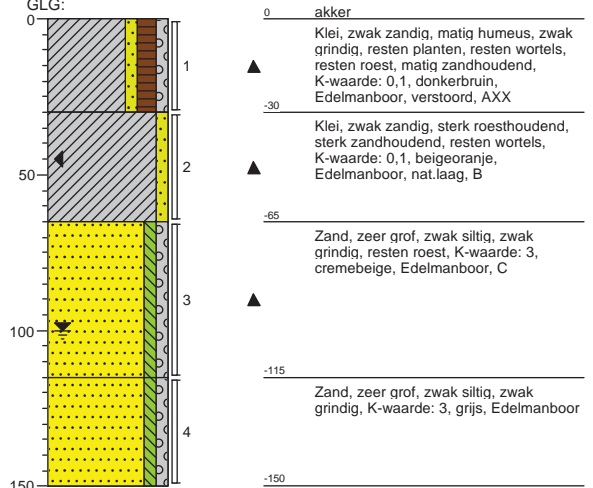 GLG:
0
50
100
150
1
2
3
4
0 akker
Klei, zwak zandig, matig humeus, zwak
grindig, resten planten, resten wortels,
resten roest, matig zandhoudend,
K-waarde: 0,1, donkerbruin,
Edelmanboor, verstoord, AXX
-30
Klei, zwak zandig, sterk roesthoudend,
sterk zandhoudend, resten wortels,
K-waarde: 0,1, beigeoranje,
Edelmanboor, nat.laag, B
-65
Zand, zeer grof, zwak siltig, zwak
grindig, resten roest, K-waarde: 3,
cremebeige, Edelmanboor, C
-115
Zand, zeer grof, zwak siltig, zwak
grindig, K-waarde: 3, grijs, Edelmanboor
-150